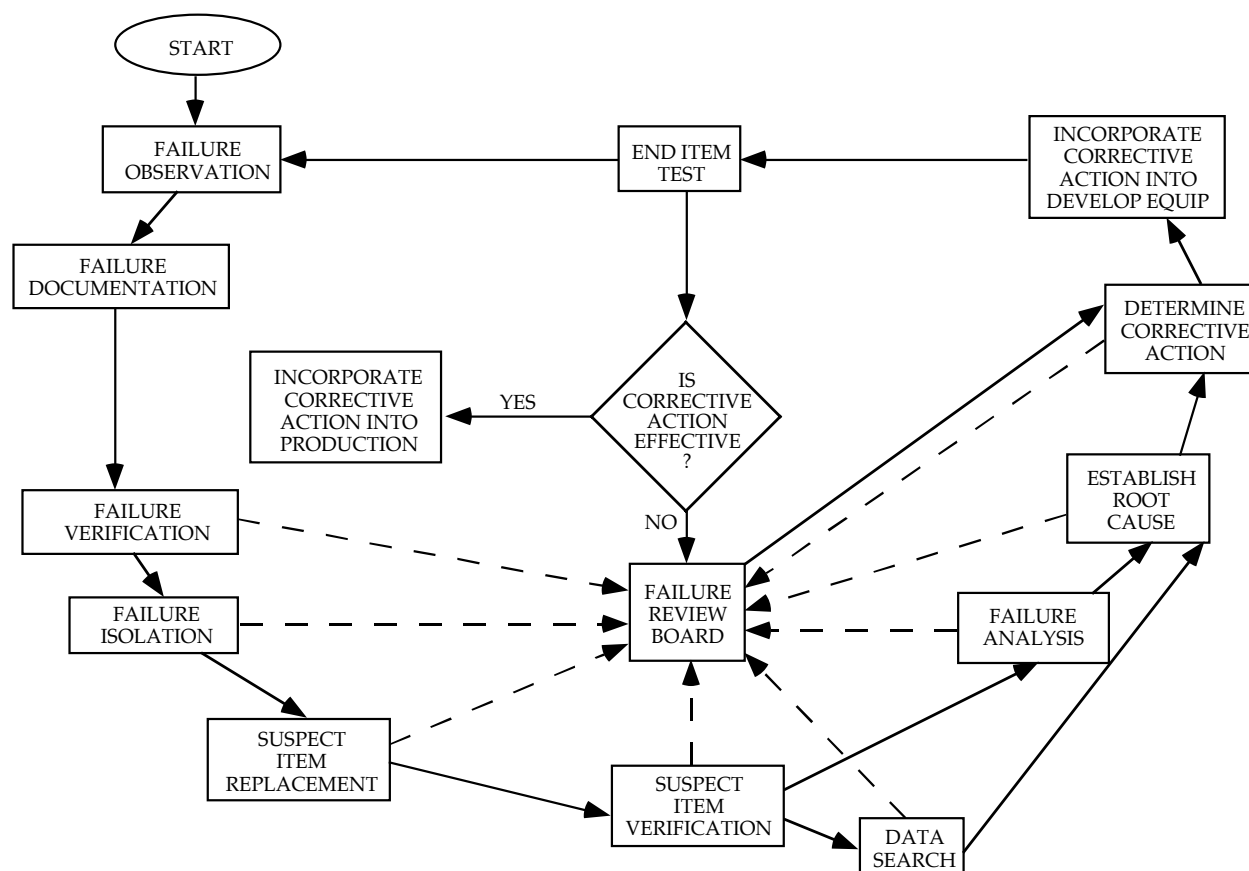 START
FAILURE
OBSERVATION
END ITEM
TEST
INCORPORATE
CORRECTIVE
ACTION INTO
DEVELOP EQUIP
FAILURE
DOCUMENTATION
DETERMINE
CORRECTIVE
ACTION
INCORPORATE
CORRECTIVE
ACTION INTO
PRODUCTION
YES
IS
CORRECTIVE
ACTION
EFFECTIVE
?
NO
FAILURE
VERIFICATION
ESTABLISH
ROOT
CAUSE
FAILURE
ISOLATION
FAILURE
REVIEW
BOARD
FAILURE
ANALYSIS
SUSPECT
ITEM
REPLACEMENT
SUSPECT
ITEM
VERIFICATION
DATA
SEARCH